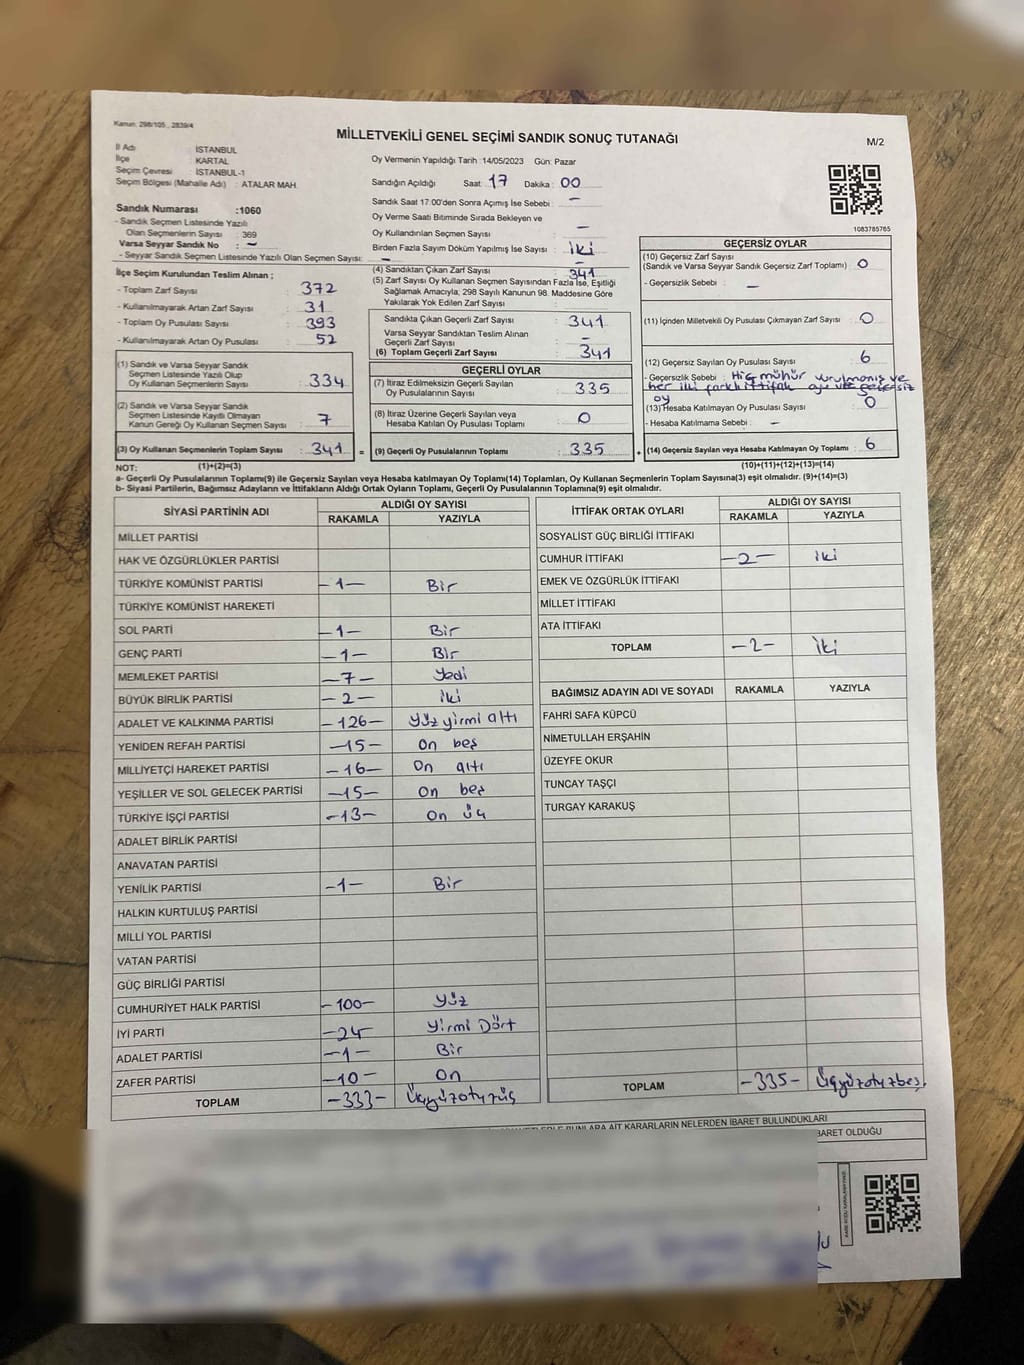 Kanun: 298/105., 2839/4
MİLLETVEKİLİ GENEL SEÇİMİ SANDIK SONUÇ TUTANAĞI
M/2
İl Adı : İSTANBUL
İlçe : KARTAL
Seçim Çevresi : İSTANBUL-1
Seçim Bölgesi (Mahalle Adı) : ATALAR MAH.
Oy Vermenin Yapıldığı Tarih :14/05/2023 Gün: Pazar
Sandığın Açıldığı Saat: 17 Dakika : 00
Sandık Saat 17:00'den Sonra Açımış İse Sebebi : –
Oy Verme Saati Bitiminde Sırada Bekleyen ve
Oy Kullandırılan Seçmen Sayısı : –
Birden Fazla Sayım Döküm Yapılmış İse Sayısı : iki
1083785765
Sandık Numarası :1060
- Sandık Seçmen Listesinde Yazılı
Olan Seçmenlerin Sayısı : 369
Varsa Seyyar Sandık No : –
- Seyyar Sandık Seçmen Listesinde Yazılı Olan Seçmen Sayısı: –
İlçe Seçim Kurulundan Teslim Alınan ;
- Toplam Zarf Sayısı : 372
- Kullanılmayarak Artan Zarf Sayısı : 31
- Toplam Oy Pusulası Sayısı : 393
- Kullanılmayarak Artan Oy Pusulası : 52
(4) Sandıktan Çıkan Zarf Sayısı : 341
(5) Zarf Sayısı Oy Kullanan Seçmen Sayısından Fazla İse, Eşitliği
Sağlamak Amacıyla; 298 Sayılı Kanunun 98. Maddesine Göre
Yakılarak Yok Edilen Zarf Sayısı :
Sandıkta Çıkan Geçerli Zarf Sayısı : 341
Varsa Seyyar Sandıktan Teslim Alınan
Geçerli Zarf Sayısı : –
(6) Toplam Geçerli Zarf Sayısı : 341
GEÇERSİZ OYLAR
(10) Geçersiz Zarf Sayısı
(Sandık ve Varsa Seyyar Sandık Geçersiz Zarf Toplamı) : 0
- Geçersizlik Sebebi : –
(11) İçinden Milletvekili Oy Pusulası Çıkmayan Zarf Sayısı : 0
(12) Geçersiz Sayılan Oy Pusulası Sayısı : 6
- Geçersizlik Sebebi : Hiç mühür vurulmamış ve
her iki farklı ittifak geçersiz
oy
(13) Hesaba Katılmayan Oy Pusulası Sayısı : 0
- Hesaba Katılmama Sebebi : –
(14) Geçersiz Sayılan veya Hesaba Katılmayan Oy Toplamı : 6
(1) Sandık ve Varsa Seyyar Sandık
Seçmen Listesinde Yazılı Olup
Oy Kullanan Seçmenlerin Sayısı : 334
(2) Sandık ve Varsa Seyyar Sandık
Seçmen Listesinde Kayıtlı Olmayan
Kanun Gereği Oy Kullanan Seçmen Sayısı : 7
(3) Oy Kullanan Seçmenlerin Toplam Sayısı : 341 =
GEÇERLİ OYLAR
(7) İtiraz Edilmeksizin Geçerli Sayılan
Oy Pusulalarının Sayısı : 335
(8) İtiraz Üzerine Geçerli Sayılan veya
Hesaba Katılan Oy Pusulası Toplamı : 0
(9) Geçerli Oy Pusulalarının Toplamı : 335 +
NOT: (1)+(2)=(3)
(10)+(11)+(12)+(13)=(14)
a- Geçerli Oy Pusulalarının Toplamı(9) ile Geçersiz Sayılan veya Hesaba katılmayan Oy Toplamı(14) Toplamları, Oy Kullanan Seçmenlerin Toplam Sayısına(3) eşit olmalıdır. (9)+(14)=(3)
b- Siyasi Partilerin, Bağımsız Adayların ve İttifakların Aldığı Ortak Oyların Toplamı, Geçerli Oy Pusulalarının Toplamına(9) eşit olmalıdır.
SİYASİ PARTİNİN ADI ALDIĞI OY SAYISI
RAKAMLA YAZIYLA
MİLLET PARTİSİ
HAK VE ÖZGÜRLÜKLER PARTİSİ
TÜRKİYE KOMÜNİST PARTİSİ –1– Bir
TÜRKİYE KOMÜNİST HAREKETİ
SOL PARTİ –1– Bir
GENÇ PARTİ –1– Bir
MEMLEKET PARTİSİ –7– Yedi
BÜYÜK BİRLİK PARTİSİ –2– iki
ADALET VE KALKINMA PARTİSİ –126– Yüz yirmi altı
YENİDEN REFAH PARTİSİ –15– On beş
MİLLİYETÇİ HAREKET PARTİSİ –16– On altı
YEŞİLLER VE SOL GELECEK PARTİSİ –15– On beş
TÜRKİYE İŞÇİ PARTİSİ –13– On üç
ADALET BİRLİK PARTİSİ
ANAVATAN PARTİSİ
YENİLİK PARTİSİ –1– Bir
HALKIN KURTULUŞ PARTİSİ
MİLLİ YOL PARTİSİ
VATAN PARTİSİ
GÜÇ BİRLİĞİ PARTİSİ
CUMHURİYET HALK PARTİSİ –100– Yüz
İYİ PARTİ –24 Yirmi Dört
ADALET PARTİSİ –1– Bir
ZAFER PARTİSİ –10– On
TOPLAM –333– Üçyüzotuzüç
İTTİFAK ORTAK OYLARI ALDIĞI OY SAYISI
RAKAMLA YAZIYLA
SOSYALİST GÜÇ BİRLİĞİ İTTİFAKI
CUMHUR İTTİFAKI –2– iki
EMEK VE ÖZGÜRLÜK İTTİFAKI
MİLLET İTTİFAKI
ATA İTTİFAKI
TOPLAM –2– İki
BAĞIMSIZ ADAYIN ADI VE SOYADI RAKAMLA YAZIYLA
FAHRİ SAFA KÜPCÜ
NİMETULLAH ERŞAHİN
ÜZEYFE OKUR
TUNCAY TAŞÇI
TURGAY KARAKUŞ
TOPLAM –335– Üçyüzotuzbeş
BUNLARA AİT KARARLARIN NELERDEN İBARET BULUNDUKLARI
İBARET OLDUĞU